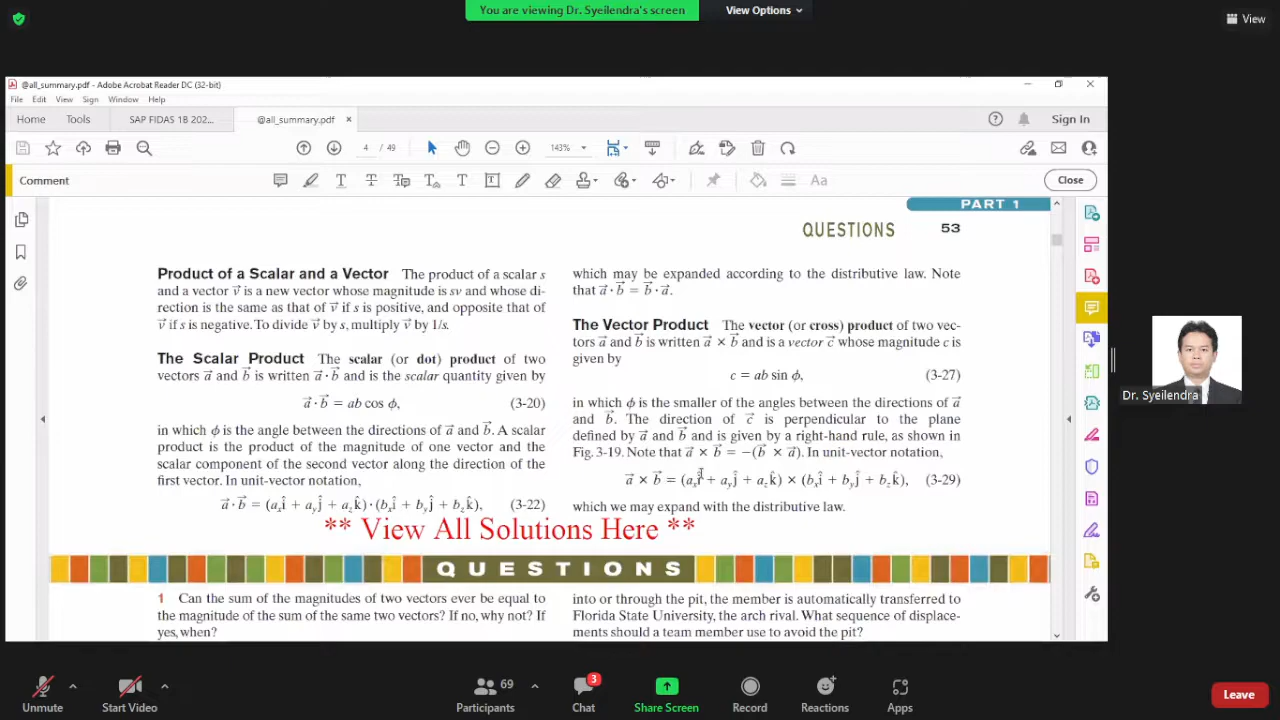 You are viewing Dr. Syeilendra's screen
View Options
View
@all_summary.pdf - Adobe Acrobat Reader DC (32-bit)
File Edit View Sign Window Help
Home Tools SAP FIDAS 1B 202... @all_summary.pdf × Sign In
4 / 49 143%
Comment Close
PART 1
QUESTIONS 53
Product of a Scalar and a Vector The product of a scalar s
and a vector v⃗ is a new vector whose magnitude is sv and whose di-
rection is the same as that of v⃗ if s is positive, and opposite that of
v⃗ if s is negative. To divide v⃗ by s, multiply v⃗ by 1/s.
The Scalar Product The scalar (or dot) product of two
vectors a⃗ and b⃗ is written a⃗ · b⃗ and is the scalar quantity given by
a⃗ · b⃗ = ab cos ϕ, (3-20)
in which ϕ is the angle between the directions of a⃗ and b⃗. A scalar
product is the product of the magnitude of one vector and the
scalar component of the second vector along the direction of the
first vector. In unit-vector notation,
a⃗ · b⃗ = (aₓî + a_yĵ + a_zk̂) · (bₓî + b_yĵ + b_zk̂), (3-22)
which may be expanded according to the distributive law. Note
that a⃗ · b⃗ = b⃗ · a⃗.
The Vector Product The vector (or cross) product of two vec-
tors a⃗ and b⃗ is written a⃗ × b⃗ and is a vector c⃗ whose magnitude c is
given by
c = ab sin ϕ, (3-27)
in which ϕ is the smaller of the angles between the directions of a⃗
and b⃗. The direction of c⃗ is perpendicular to the plane
defined by a⃗ and b⃗ and is given by a right-hand rule, as shown in
Fig. 3-19. Note that a⃗ × b⃗ = −(b⃗ × a⃗). In unit-vector notation,
a⃗ × b⃗ = (aₓî + a_yĵ + a_zk̂) × (bₓî + b_yĵ + b_zk̂), (3-29)
which we may expand with the distributive law.
** View All Solutions Here **
QUESTIONS
1 Can the sum of the magnitudes of two vectors ever be equal to
the magnitude of the sum of the same two vectors? If no, why not? If
yes, when?
into or through the pit, the member is automatically transferred to
Florida State University, the arch rival. What sequence of displace-
ments should a team member use to avoid the pit?
Dr. Syeilendra
Unmute
Start Video
69
Participants
3
Chat
Share Screen
Record
Reactions
Apps
Leave